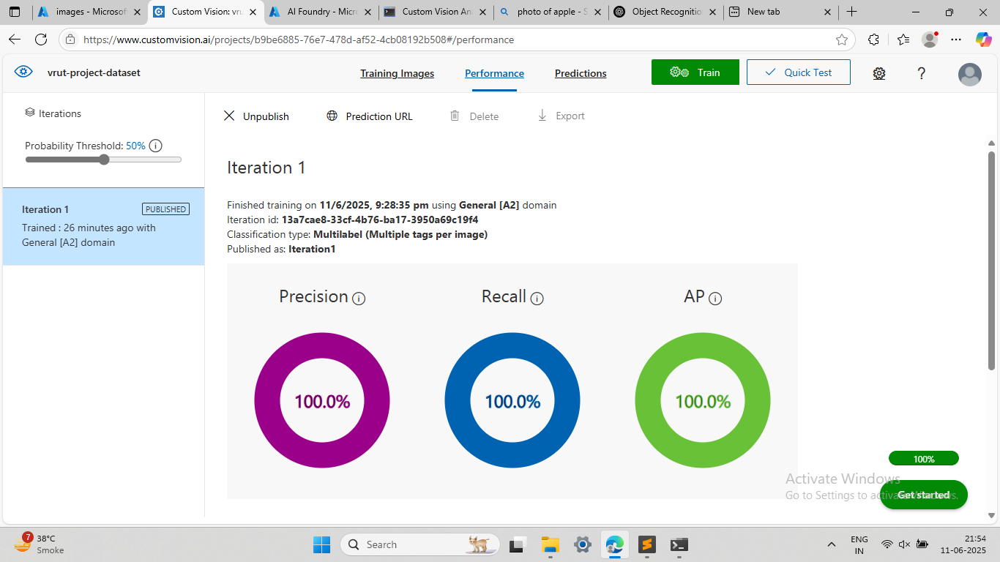 images - Microsof
Custom Vision: vru
AI Foundry - Micro
Custom Vision An
photo of apple - S
Object Recognitio
New tab
https://www.customvision.ai/projects/b9be6885-76e7-478d-af52-4cb08192b508#/performance
vrut-project-dataset
Training Images
Performance
Predictions
Train
Quick Test
?
Iterations
Unpublish
Prediction URL
Delete
Export
Probability Threshold: 50%
Iteration 1
PUBLISHED
Trained : 26 minutes ago with
General [A2] domain
Iteration 1
Finished training on 11/6/2025, 9:28:35 pm using General [A2] domain
Iteration id: 13a7cae8-33cf-4b76-ba17-3950a69c19f4
Classification type: Multilabel (Multiple tags per image)
Published as: Iteration1
Precision
Recall
AP
100.0%
100.0%
100.0%
100%
Get started
Activate Windows
Go to Settings to activate Windows.
7
38°C
Smoke
Search
ENG
IN
21:54
11-06-2025